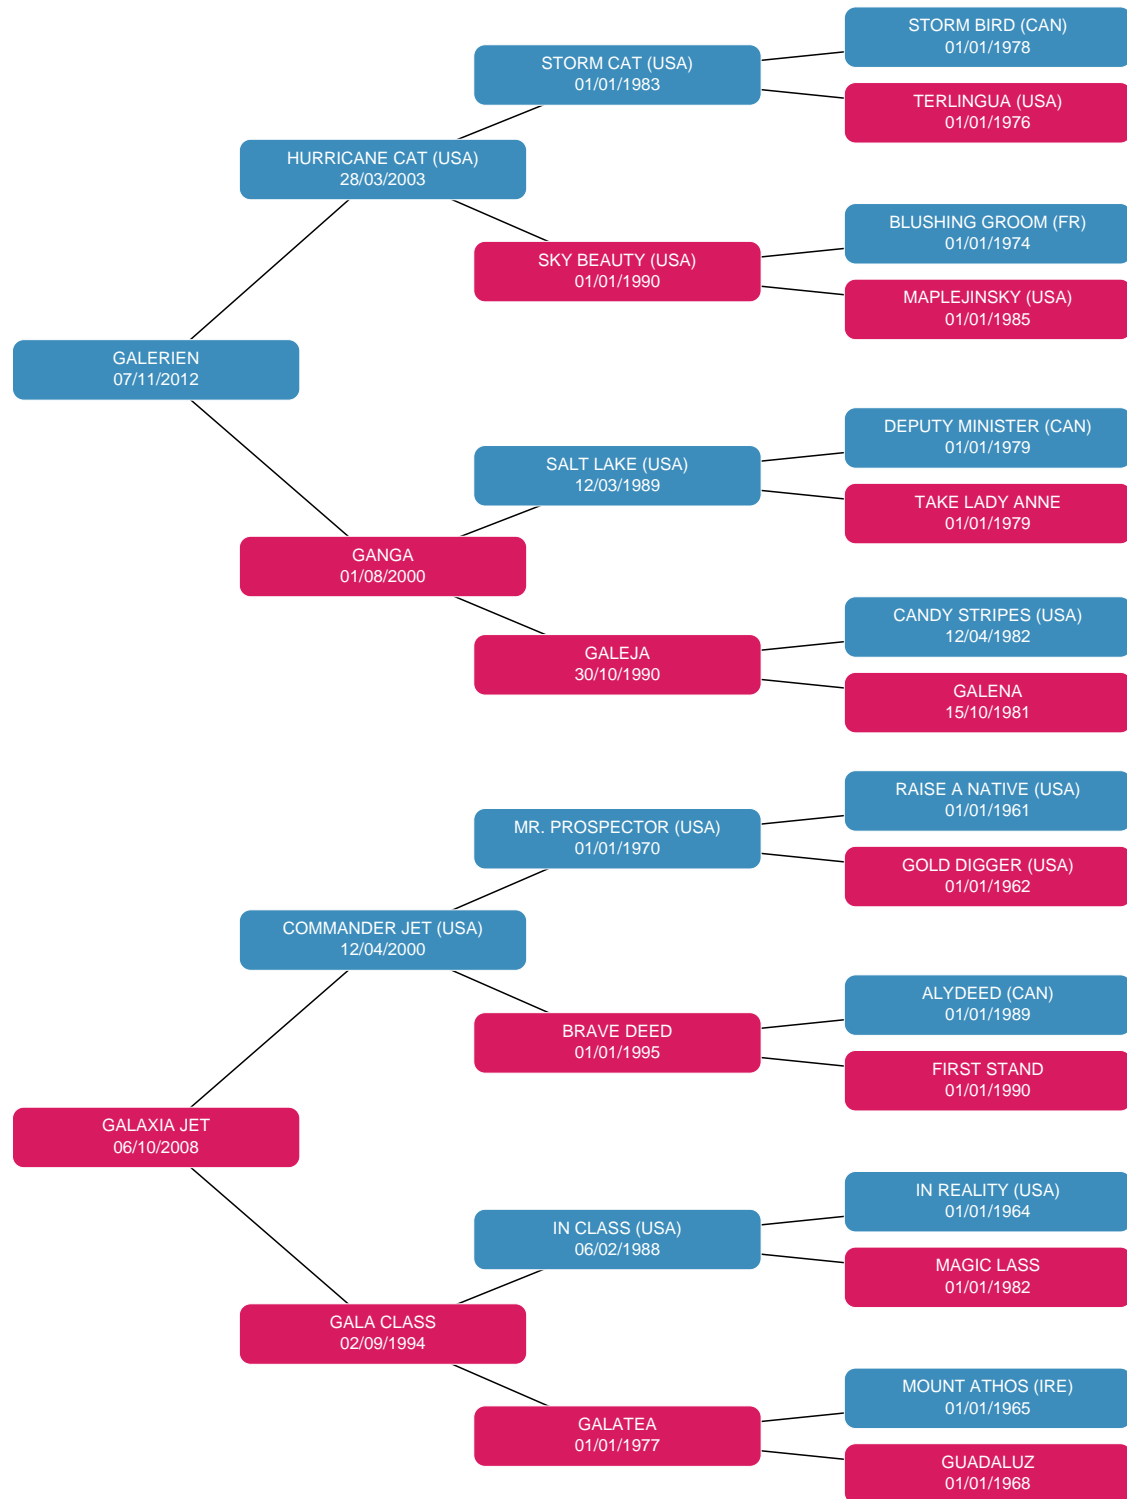 STORM BIRD (CAN)
01/01/1978
STORM CAT (USA)
01/01/1983
TERLINGUA (USA)
01/01/1976
HURRICANE CAT (USA)
28/03/2003
BLUSHING GROOM (FR)
01/01/1974
SKY BEAUTY (USA)
01/01/1990
MAPLEJINSKY (USA)
01/01/1985
GALERIEN
07/11/2012
DEPUTY MINISTER (CAN)
01/01/1979
SALT LAKE (USA)
12/03/1989
TAKE LADY ANNE
01/01/1979
GANGA
01/08/2000
CANDY STRIPES (USA)
12/04/1982
GALEJA
30/10/1990
GALENA
15/10/1981
RAISE A NATIVE (USA)
01/01/1961
MR. PROSPECTOR (USA)
01/01/1970
GOLD DIGGER (USA)
01/01/1962
COMMANDER JET (USA)
12/04/2000
ALYDEED (CAN)
01/01/1989
BRAVE DEED
01/01/1995
FIRST STAND
01/01/1990
GALAXIA JET
06/10/2008
IN REALITY (USA)
01/01/1964
IN CLASS (USA)
06/02/1988
MAGIC LASS
01/01/1982
GALA CLASS
02/09/1994
MOUNT ATHOS (IRE)
01/01/1965
GALATEA
01/01/1977
GUADALUZ
01/01/1968